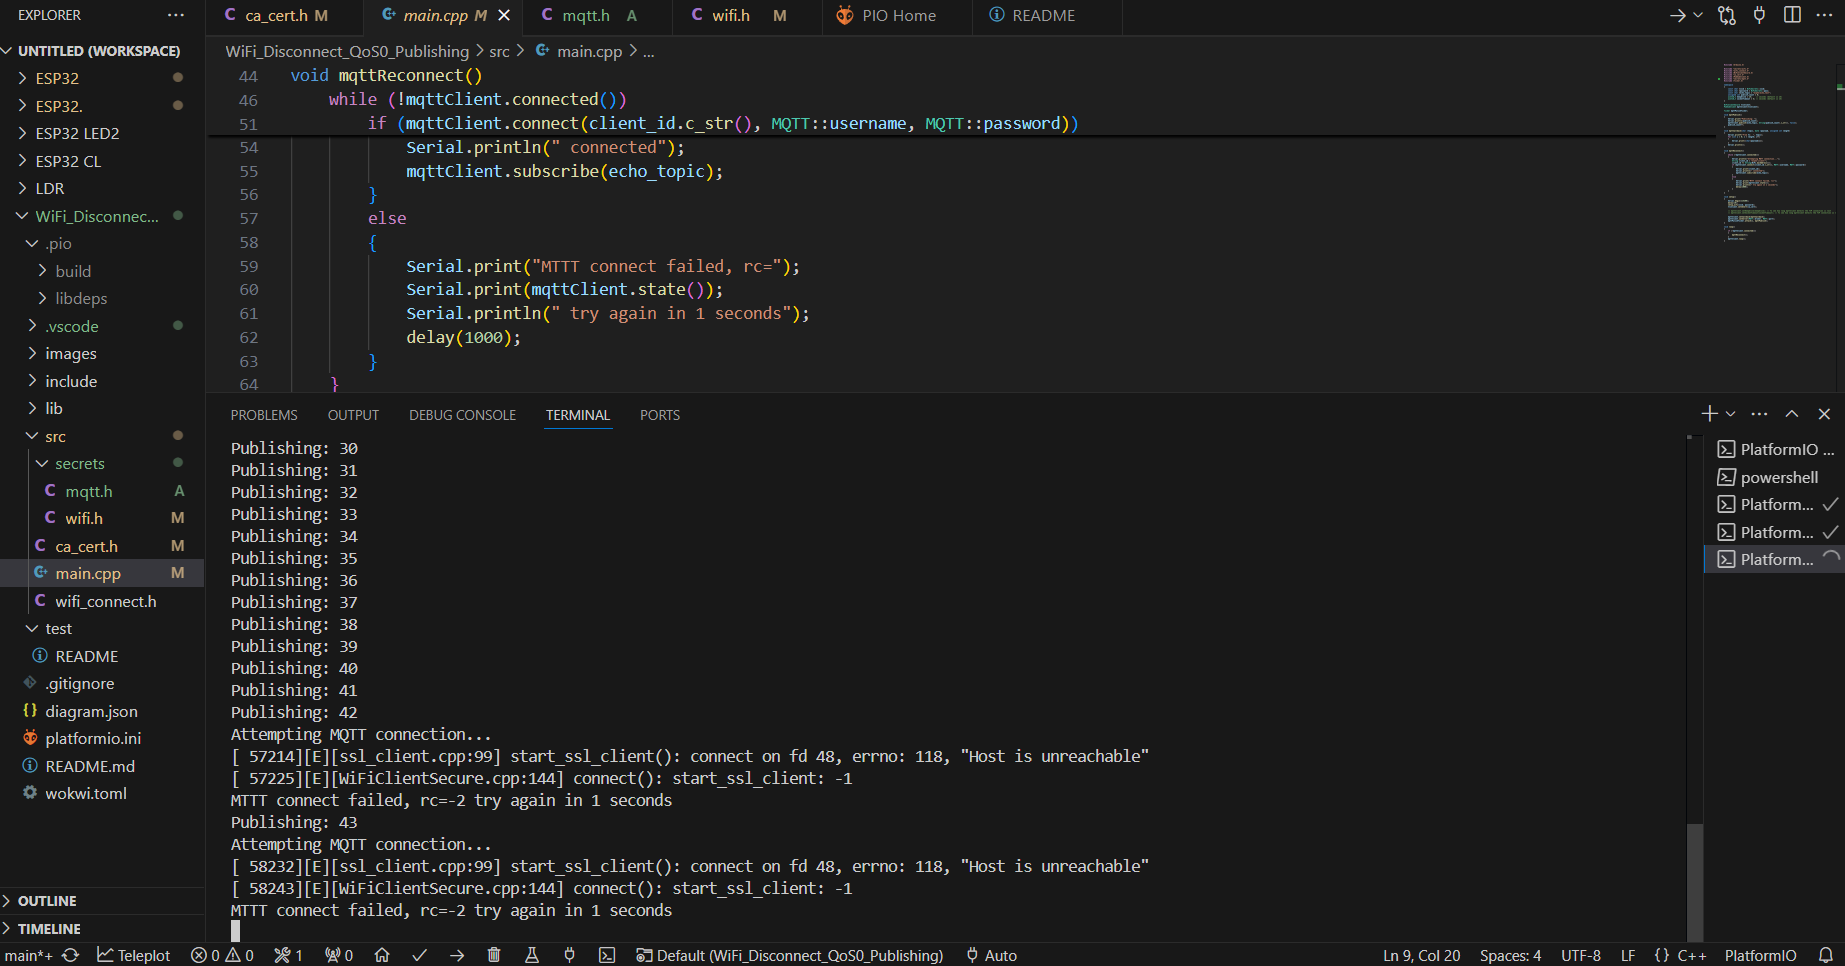 EXPLORER
UNTITLED (WORKSPACE)
ESP32
ESP32.
ESP32 LED2
ESP32 CL
LDR
WiFi_Disconnec...
.pio
build
libdeps
.vscode
images
include
lib
src
secrets
C mqtt.h A
C wifi.h M
C ca_cert.h M
main.cpp M
C wifi_connect.h
test
README
.gitignore
{} diagram.json
platformio.ini
README.md
wokwi.toml
OUTLINE
TIMELINE
C ca_cert.h M
main.cpp M
C mqtt.h A
C wifi.h M
PIO Home
README
WiFi_Disconnect_QoS0_Publishing > src > main.cpp > ...
44 void mqttReconnect()
46 while (!mqttClient.connected())
51 if (mqttClient.connect(client_id.c_str(), MQTT::username, MQTT::password))
54 Serial.println(" connected");
55 mqttClient.subscribe(echo_topic);
56 }
57 else
58 {
59 Serial.print("MTTT connect failed, rc=");
60 Serial.print(mqttClient.state());
61 Serial.println(" try again in 1 seconds");
62 delay(1000);
63 }
64 }
PROBLEMS OUTPUT DEBUG CONSOLE TERMINAL PORTS
Publishing: 30
Publishing: 31
Publishing: 32
Publishing: 33
Publishing: 34
Publishing: 35
Publishing: 36
Publishing: 37
Publishing: 38
Publishing: 39
Publishing: 40
Publishing: 41
Publishing: 42
Attempting MQTT connection...
[ 57214][E][ssl_client.cpp:99] start_ssl_client(): connect on fd 48, errno: 118, "Host is unreachable"
[ 57225][E][WiFiClientSecure.cpp:144] connect(): start_ssl_client: -1
MTTT connect failed, rc=-2 try again in 1 seconds
Publishing: 43
Attempting MQTT connection...
[ 58232][E][ssl_client.cpp:99] start_ssl_client(): connect on fd 48, errno: 118, "Host is unreachable"
[ 58243][E][WiFiClientSecure.cpp:144] connect(): start_ssl_client: -1
MTTT connect failed, rc=-2 try again in 1 seconds
PlatformIO ...
powershell
Platform...
Platform...
Platform...
main*+ Teleplot 0 0 1 0 Default (WiFi_Disconnect_QoS0_Publishing) Auto Ln 9, Col 20 Spaces: 4 UTF-8 LF {} C++ PlatformIO